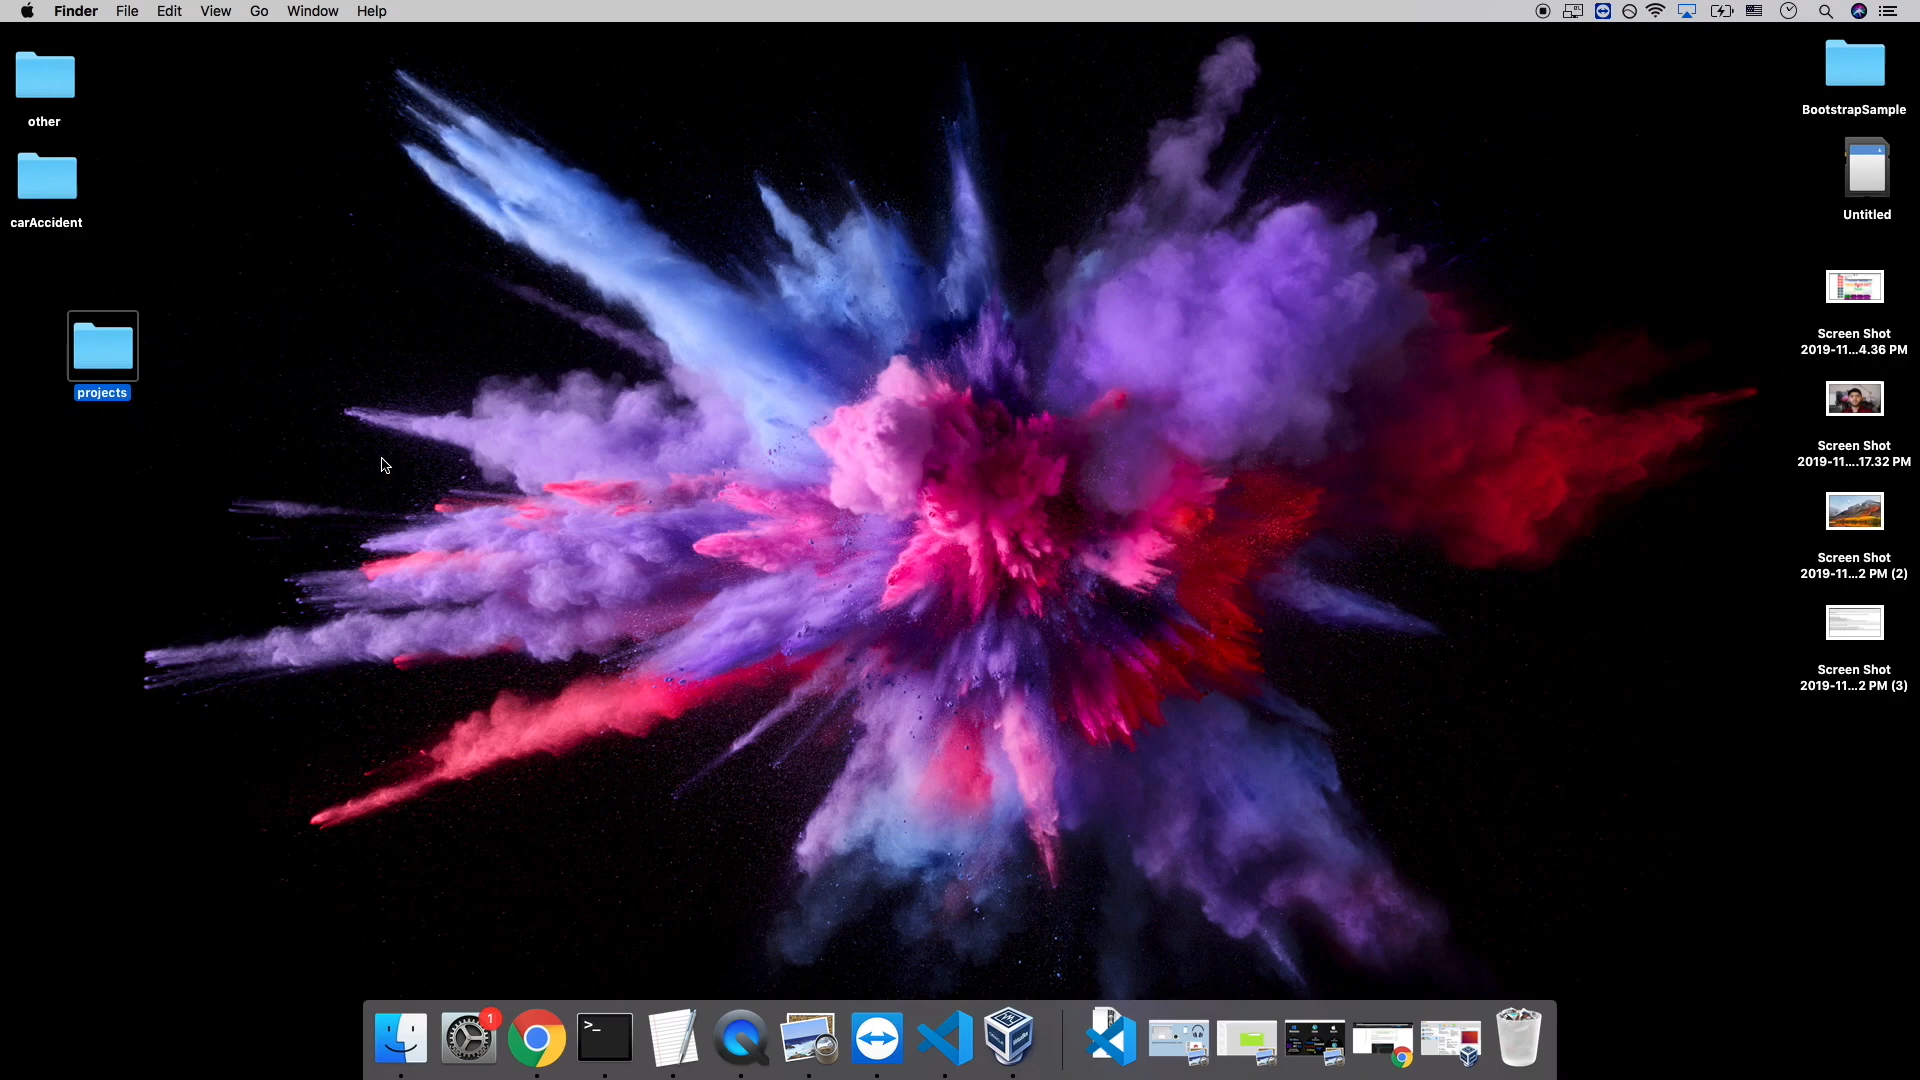 Finder File Edit View Go Window Help
other
carAccident
projects
BootstrapSample
Untitled
Screen Shot
2019-11...4.36 PM
Screen Shot
2019-11....17.32 PM
Screen Shot
2019-11...2 PM (2)
Screen Shot
2019-11...2 PM (3)
1
>_